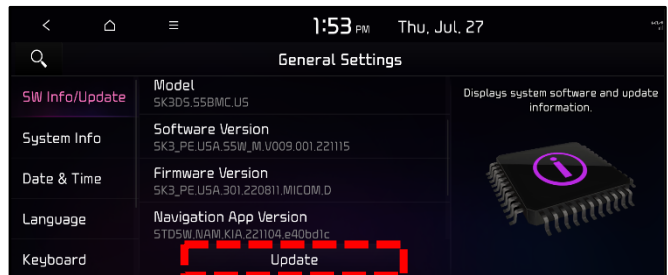 1:53 PM Thu, Jul. 27
General Settings
SW Info/Update
System Info
Date & Time
Language
Keyboard
Model
SK3DS.S5BMC.US
Software Version
SK3_PE.USA.S5W_M.V009.001.221115
Firmware Version
SK3_PE.USA.301.220811.MICOM.D
Navigation App Version
STD5W.NAM.KIA.221104.e40bd1c
Update
Displays system software and update
information.